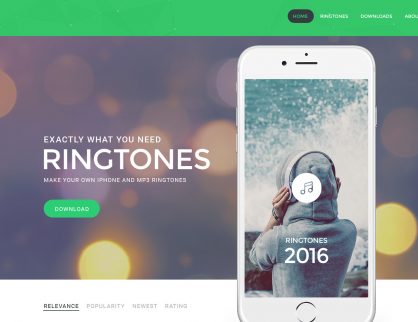 HOME RINGTONES DOWNLOADS
EXACTLY WHAT YOU NEED
RINGTONES
MAKE YOUR OWN IPHONE AND MP3 RINGTONES
DOWNLOAD
RINGTONES
2016
RELEVANCE POPULARITY NEWEST RATING